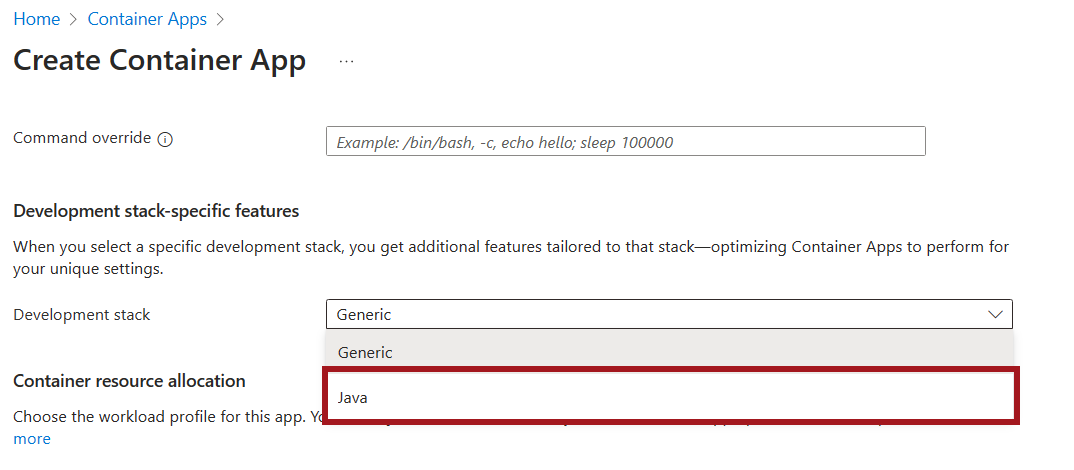 Home > Container Apps >
Create Container App ...
Command override
Example: /bin/bash, -c, echo hello; sleep 100000
Development stack-specific features
When you select a specific development stack, you get additional features tailored to that stack—optimizing Container Apps to perform for
your unique settings.
Development stack
Generic
Generic
Container resource allocation
Java
Choose the workload profile for this app.
more